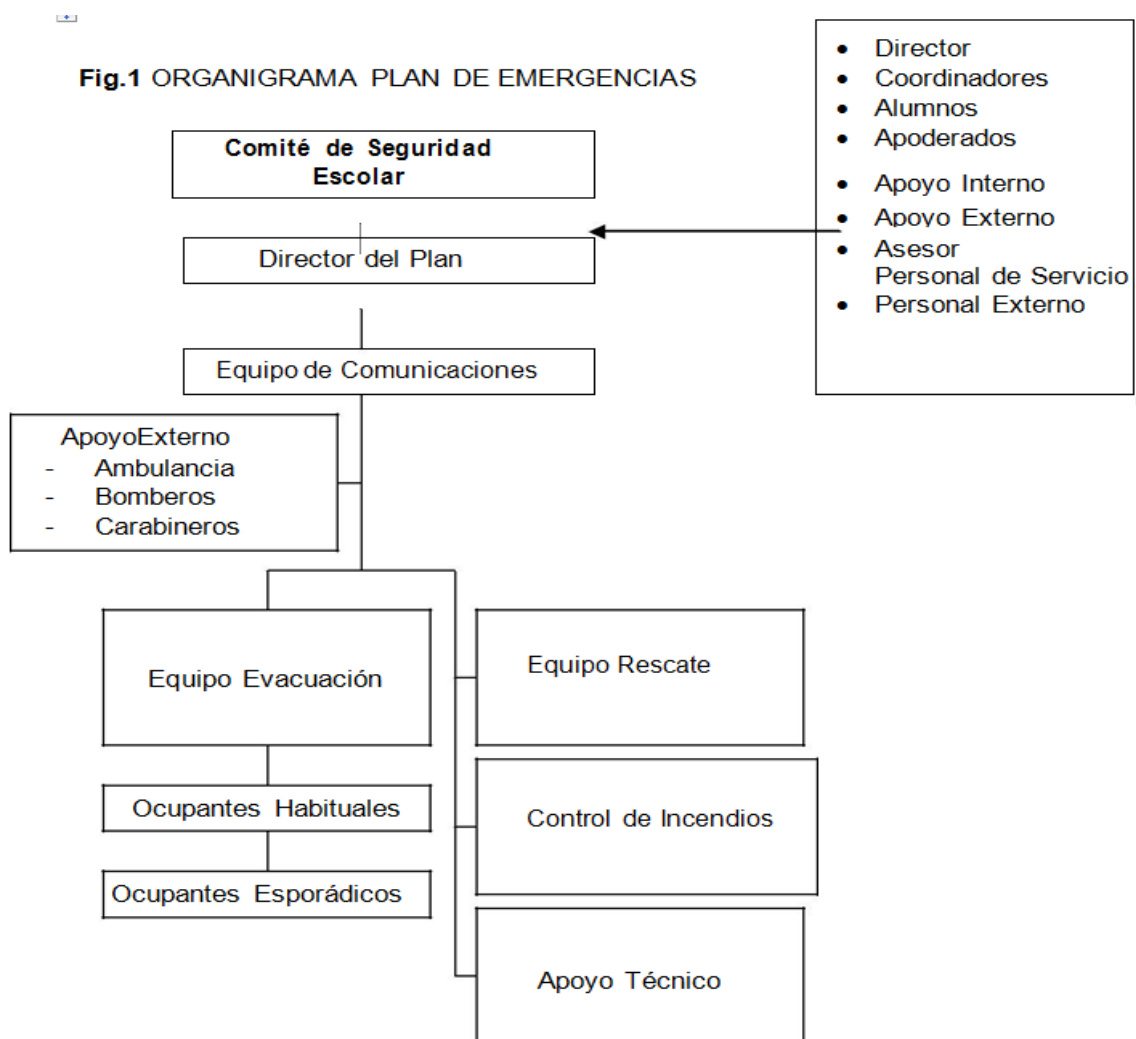 Fig.1 ORGANIGRAMA PLAN DE EMERGENCIAS
Comité de Seguridad
Escolar
Director del Plan
Equipo de Comunicaciones
• Director
• Coordinadores
• Alumnos
• Apoderados
• Apoyo Interno
• Apoyo Externo
• Asesor
Personal de Servicio
• Personal Externo
ApoyoExterno
- Ambulancia
- Bomberos
- Carabineros
Equipo Evacuación
Ocupantes Habituales
Ocupantes Esporádicos
Equipo Rescate
Control de Incendios
Apoyo Técnico